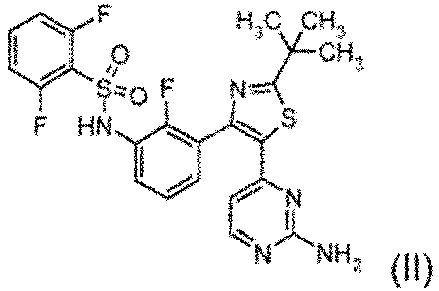 F H3C CH3
O CH3
S F N
O
F HN S
N
N NH2 (II)